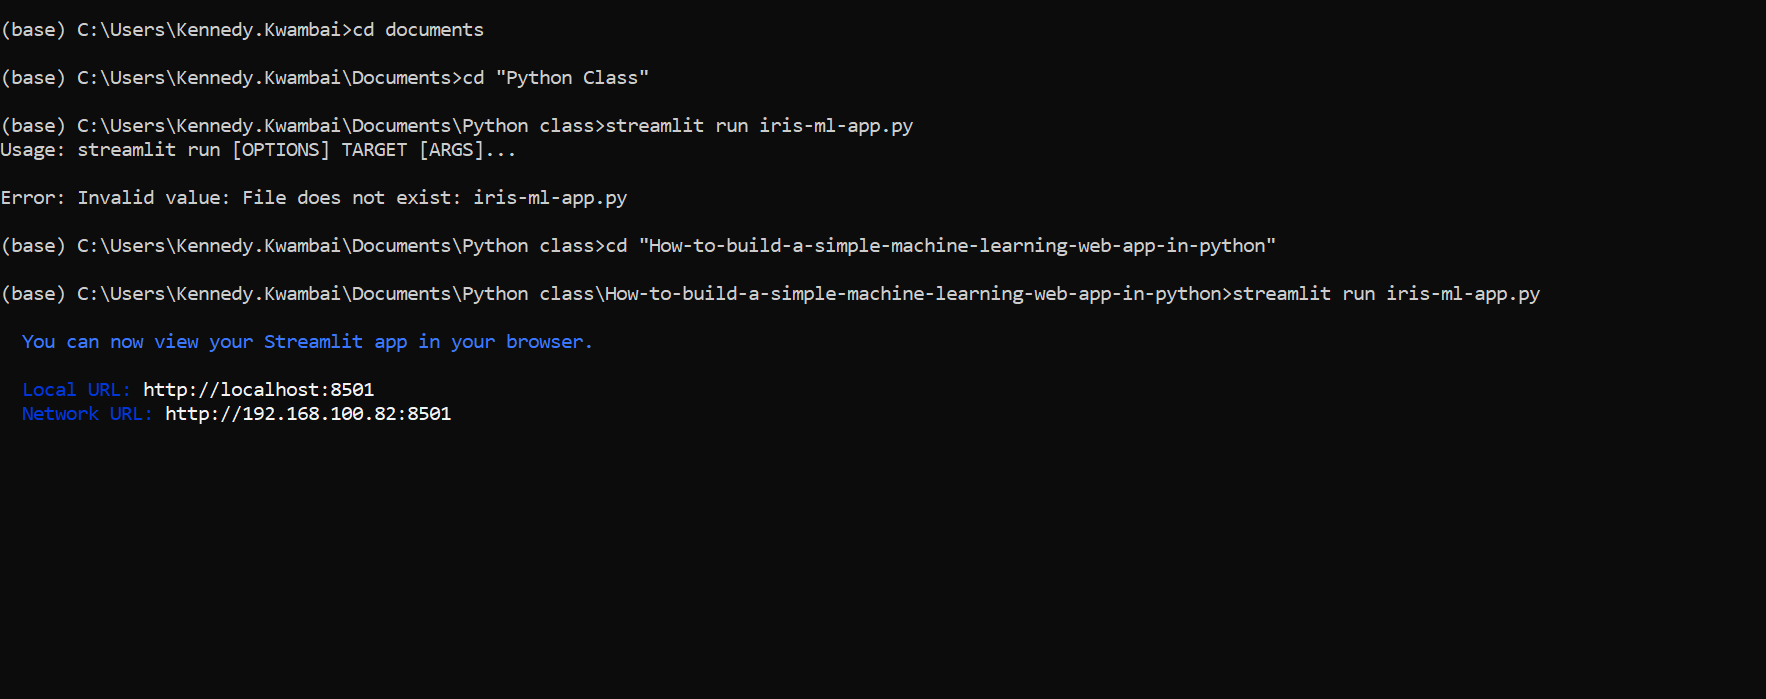 (base) C:\Users\Kennedy.Kwambai>cd documents
(base) C:\Users\Kennedy.Kwambai\Documents>cd "Python Class"
(base) C:\Users\Kennedy.Kwambai\Documents\Python class>streamlit run iris-ml-app.py
Usage: streamlit run [OPTIONS] TARGET [ARGS]...
Error: Invalid value: File does not exist: iris-ml-app.py
(base) C:\Users\Kennedy.Kwambai\Documents\Python class>cd "How-to-build-a-simple-machine-learning-web-app-in-python"
(base) C:\Users\Kennedy.Kwambai\Documents\Python class\How-to-build-a-simple-machine-learning-web-app-in-python>streamlit run iris-ml-app.py
You can now view your Streamlit app in your browser.
Local URL: http://localhost:8501
Network URL: http://192.168.100.82:8501